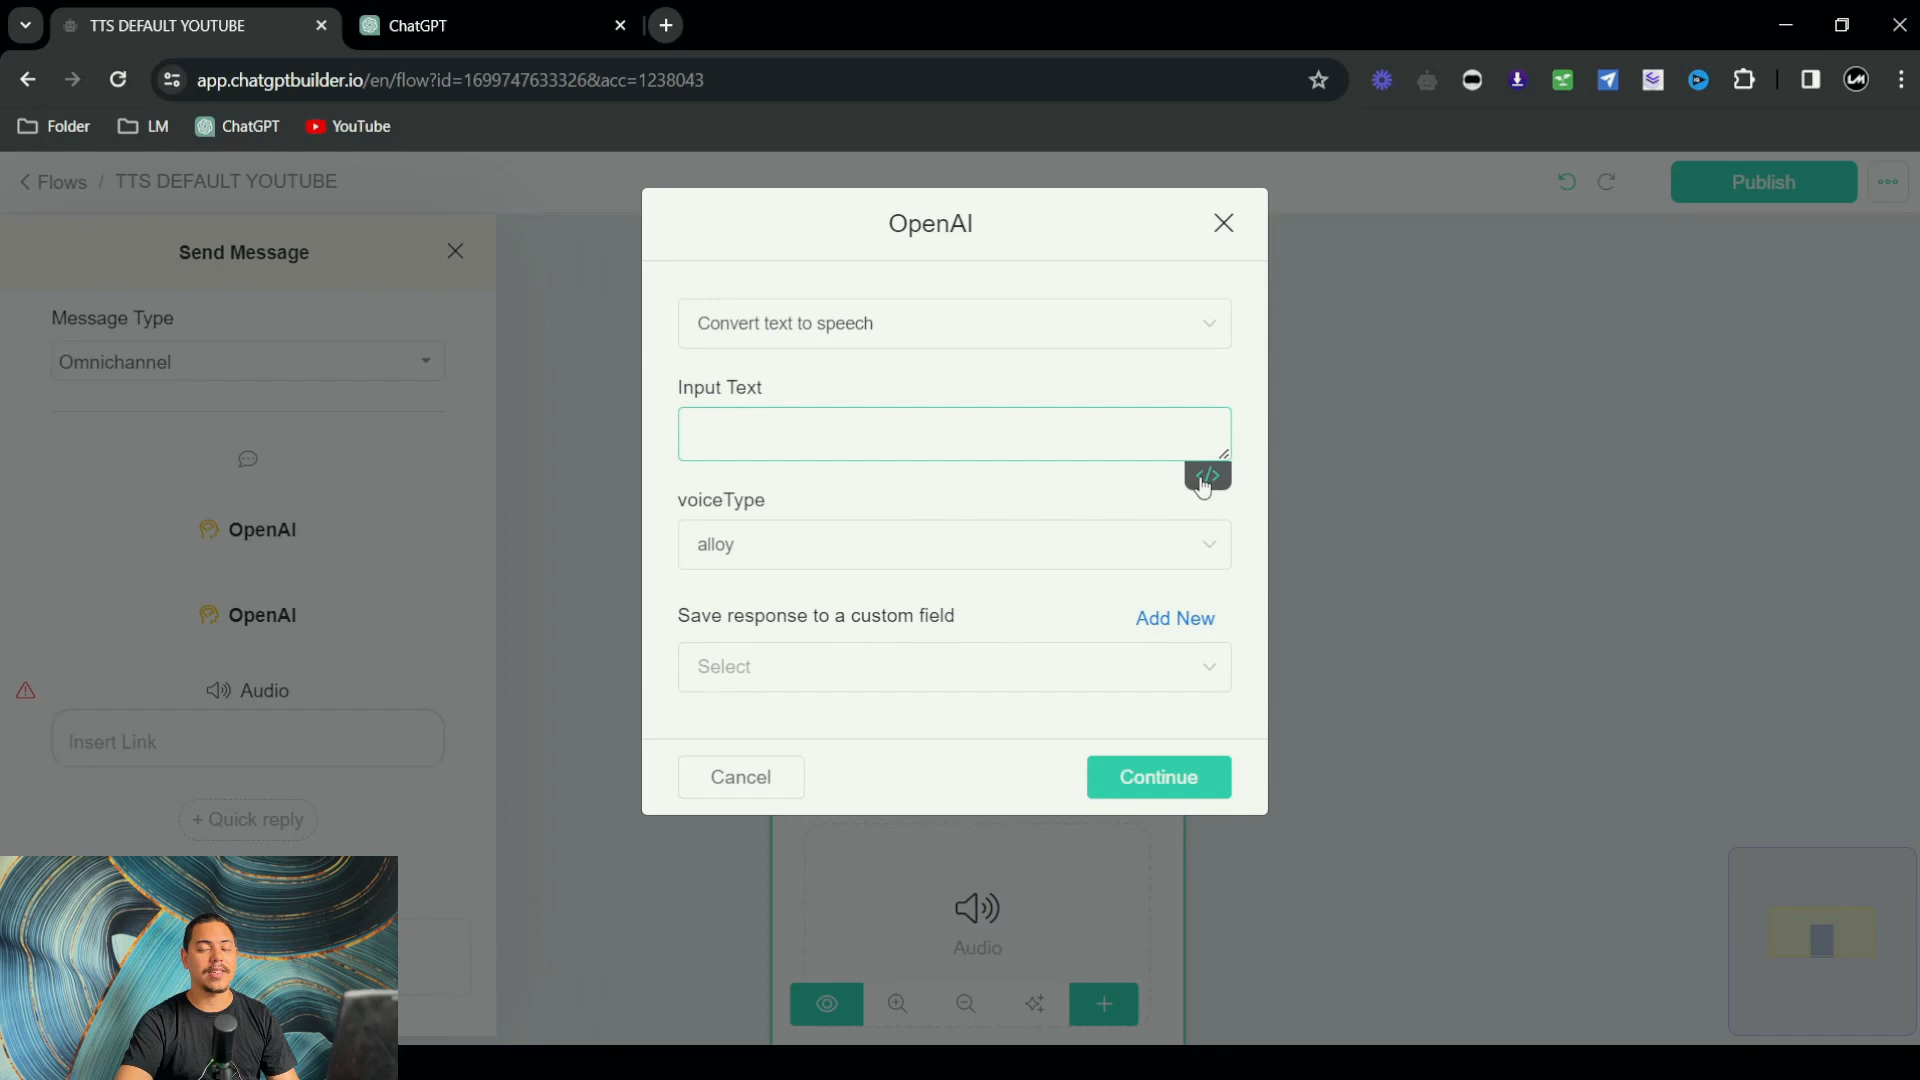 TTS DEFAULT YOUTUBE
ChatGPT
app.chatgptbuilder.io/en/flow?id=1699747633326&acc=1238043
Folder
LM
ChatGPT
YouTube
Flows / TTS DEFAULT YOUTUBE
Publish
Send Message
Message Type
Omnichannel
OpenAI
OpenAI
Audio
Insert Link
+ Quick reply
OpenAI
Convert text to speech
Input Text
</>
voiceType
alloy
Save response to a custom field
Add New
Select
Cancel
Continue
Audio